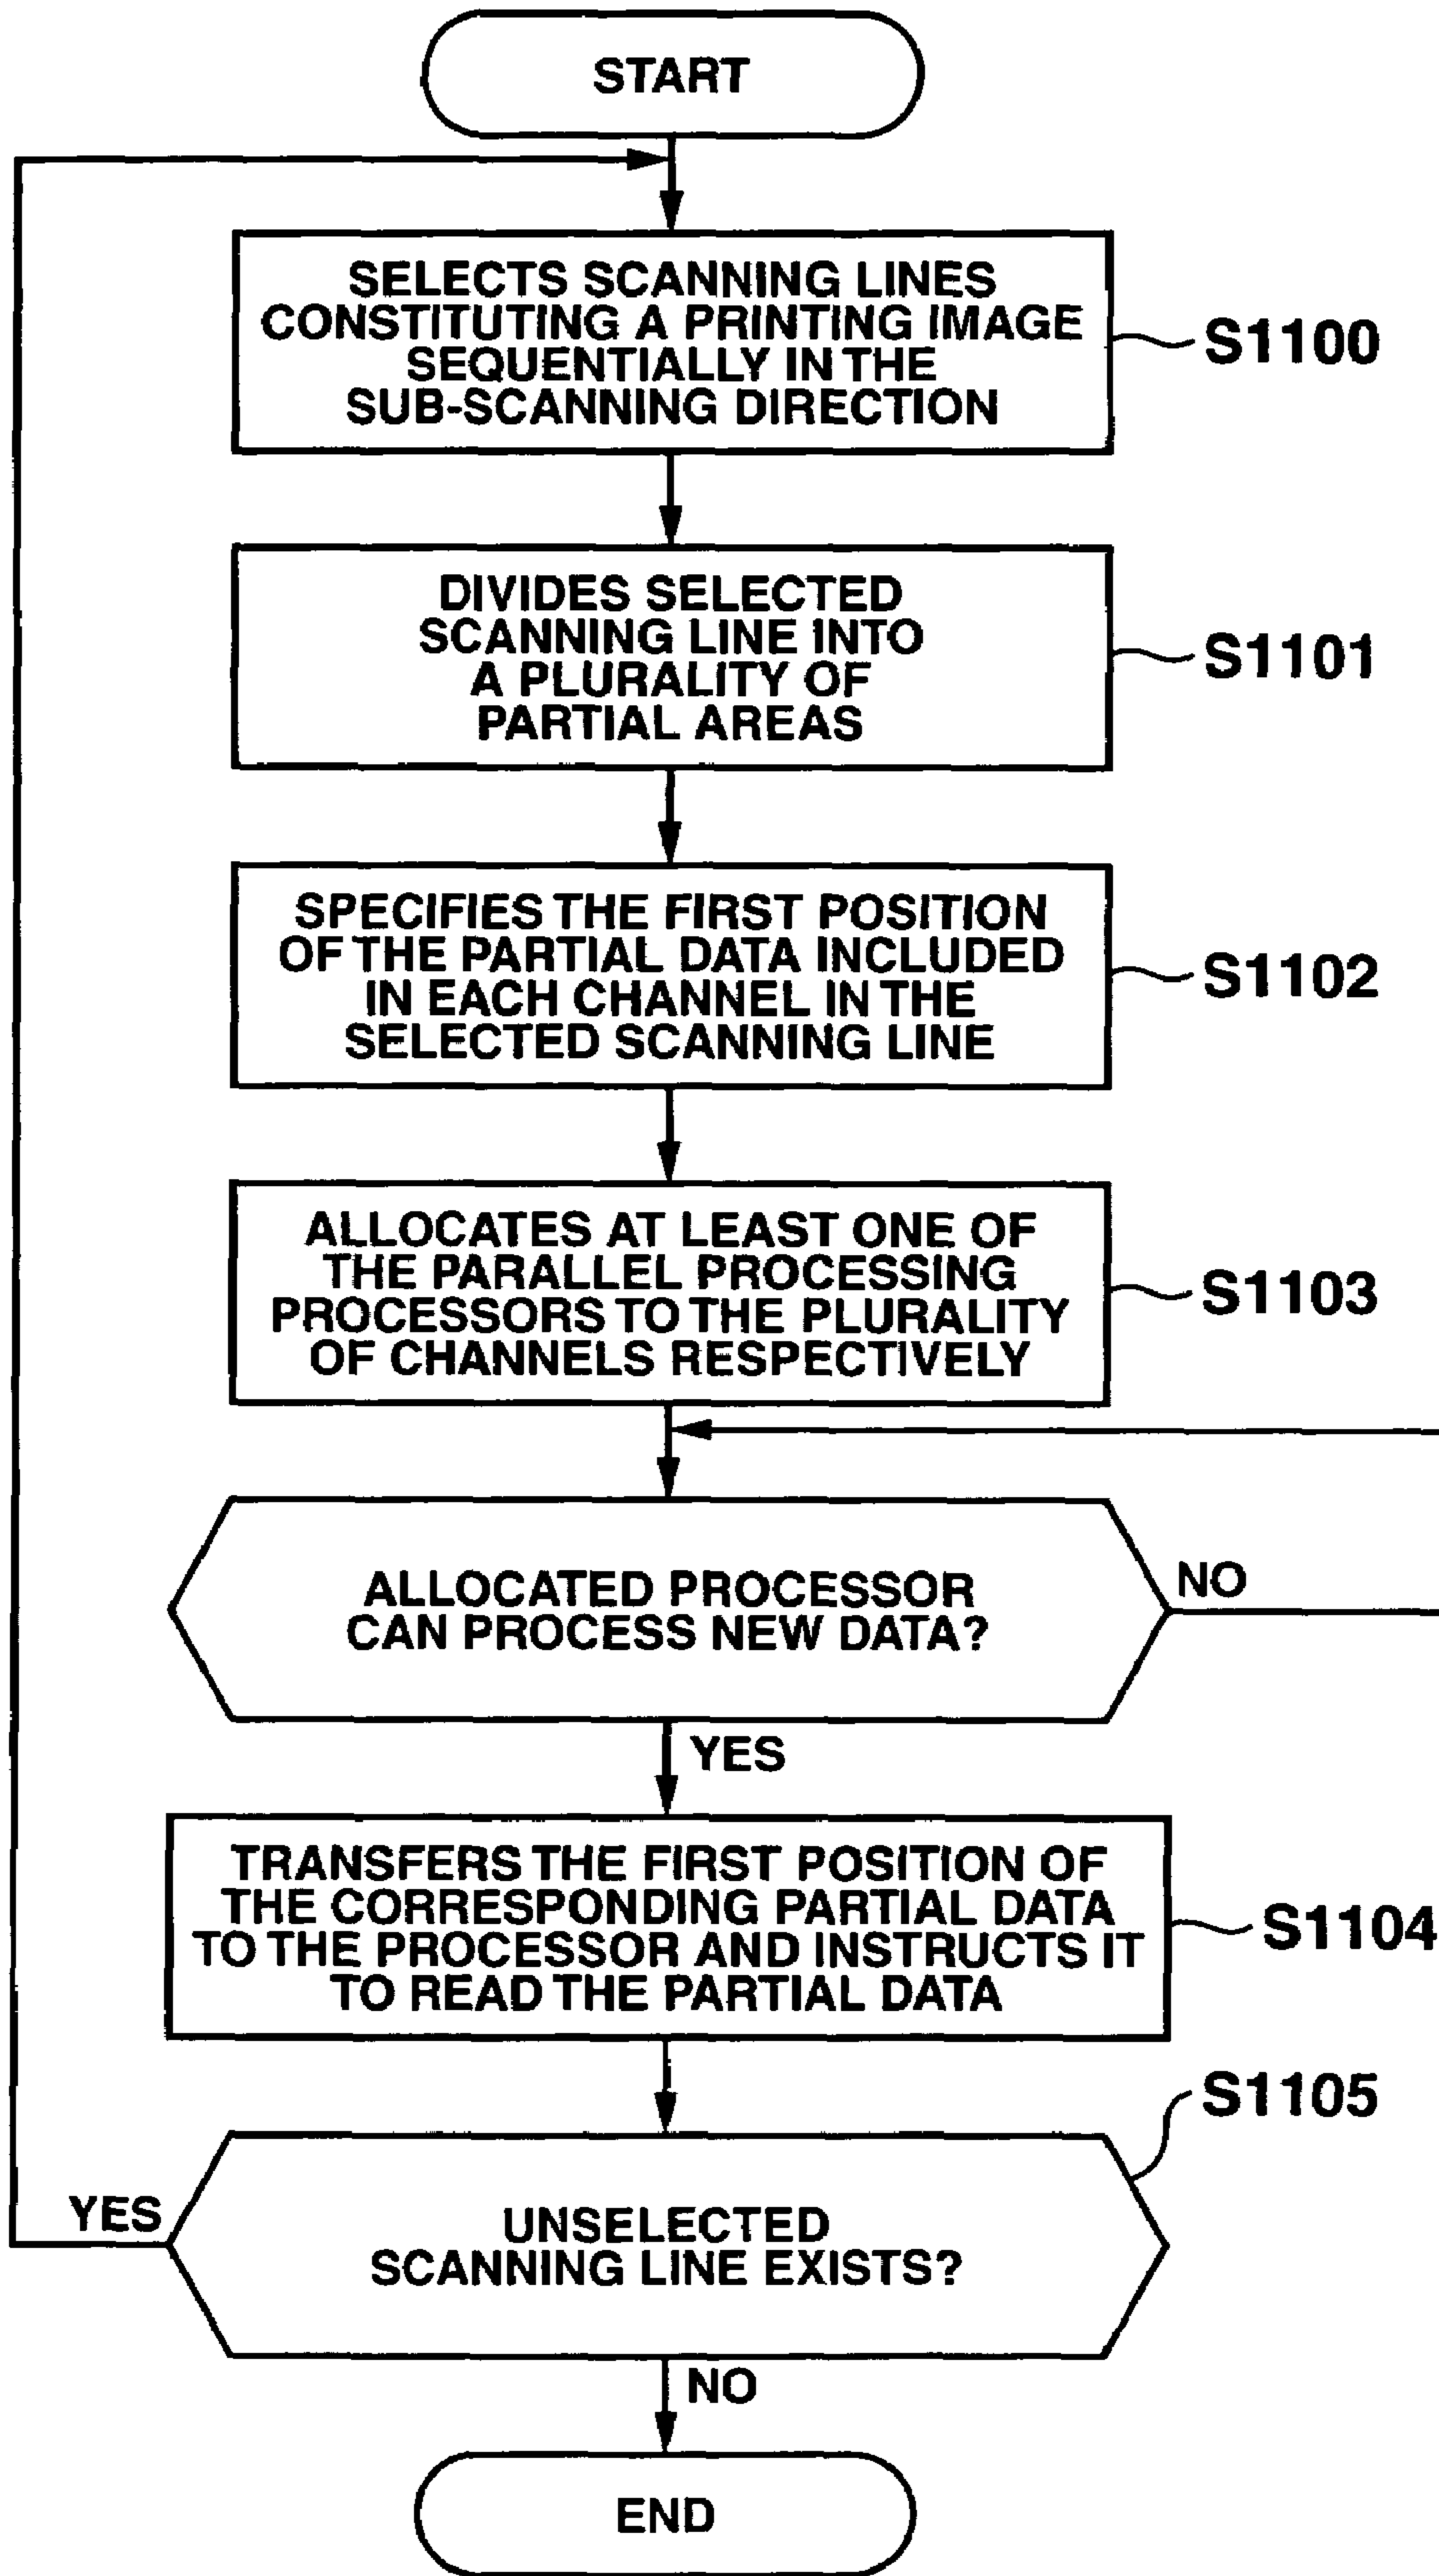 START
SELECTS SCANNING LINES
CONSTITUTING A PRINTING IMAGE
SEQUENTIALLY IN THE
SUB-SCANNING DIRECTION
S1100
DIVIDES SELECTED
SCANNING LINE INTO
A PLURALITY OF
PARTIAL AREAS
S1101
SPECIFIES THE FIRST POSITION
OF THE PARTIAL DATA INCLUDED
IN EACH CHANNEL IN THE
SELECTED SCANNING LINE
S1102
ALLOCATES AT LEAST ONE OF
THE PARALLEL PROCESSING
PROCESSORS TO THE PLURALITY
OF CHANNELS RESPECTIVELY
S1103
ALLOCATED PROCESSOR
CAN PROCESS NEW DATA?
NO
YES
TRANSFERS THE FIRST POSITION OF
THE CORRESPONDING PARTIAL DATA
TO THE PROCESSOR AND INSTRUCTS IT
TO READ THE PARTIAL DATA
S1104
S1105
YES
UNSELECTED
SCANNING LINE EXISTS?
NO
END